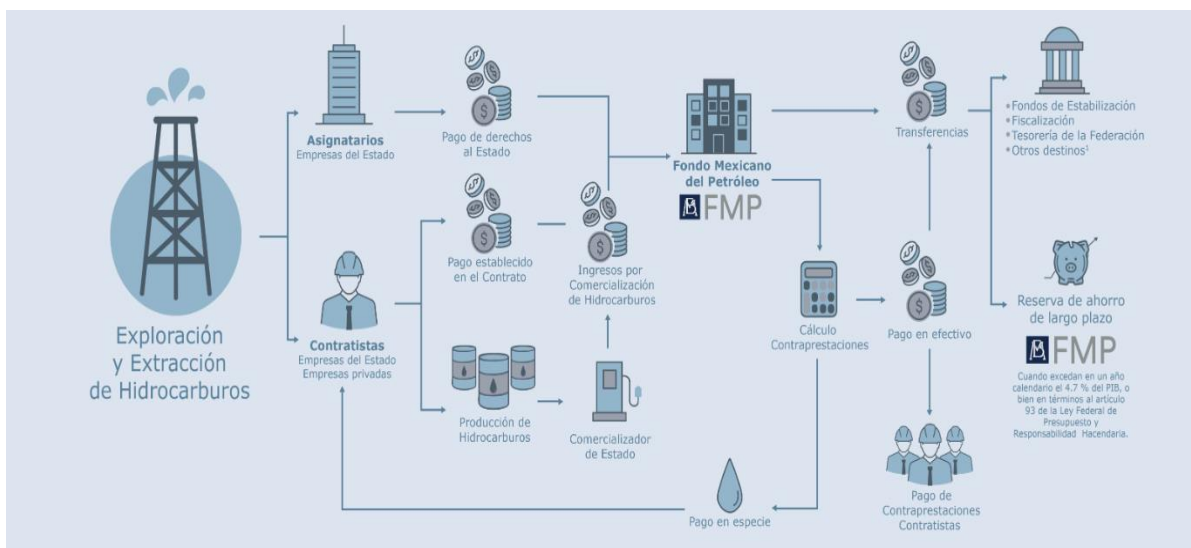 Exploración
y Extracción
de Hidrocarburos
Asignatarios
Empresas del Estado
Pago de derechos
al Estado
Contratistas
Empresas del Estado
Empresas privadas
Pago establecido
en el Contrato
Ingresos por
Comercialización
de Hidrocarburos
Producción de
Hidrocarburos
Comercializador
de Estado
Fondo Mexicano
del Petróleo
FMP
Cálculo
Contraprestaciones
Pago en especie
Transferencias
Pago en efectivo
Pago de
Contraprestaciones
Contratistas
*Fondos de Estabilización
*Fiscalización
*Tesorería de la Federación
*Otros destinos¹
Reserva de ahorro
de largo plazo
FMP
Cuando excedan en un año
calendario el 4.7 % del PIB, o
bien en términos al artículo
93 de la Ley Federal de
Presupuesto y
Responsabilidad Hacendaria.